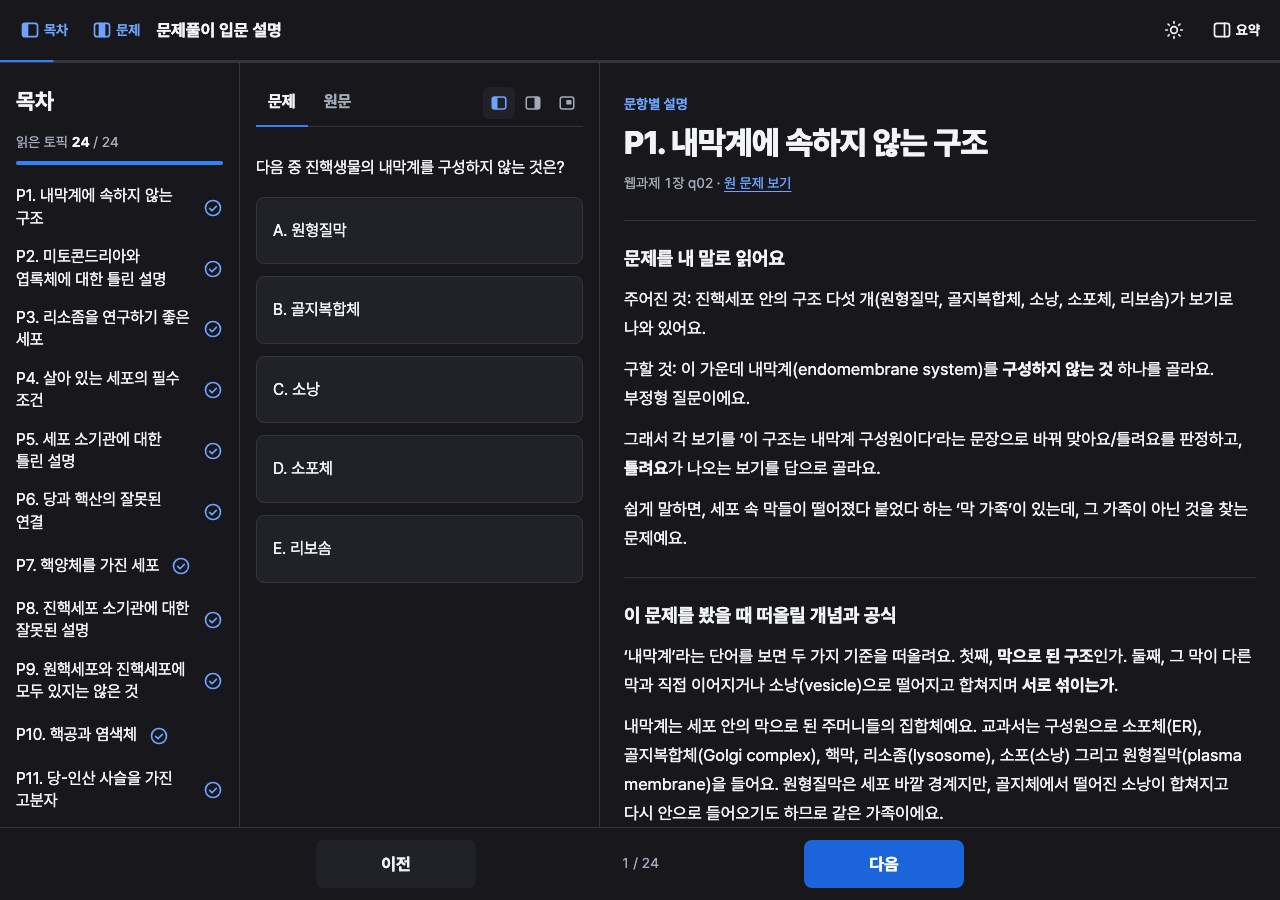 목차
문제
문제풀이 입문 설명
요약
목차
읽은 토픽 24 / 24
P1. 내막계에 속하지 않는
구조
P2. 미토콘드리아와
엽록체에 대한 틀린 설명
P3. 리소좀을 연구하기 좋은
세포
P4. 살아 있는 세포의 필수
조건
P5. 세포 소기관에 대한
틀린 설명
P6. 당과 핵산의 잘못된
연결
P7. 핵양체를 가진 세포
P8. 진핵세포 소기관에 대한
잘못된 설명
P9. 원핵세포와 진핵세포에
모두 있지는 않은 것
P10. 핵공과 염색체
P11. 당-인산 사슬을 가진
고분자
문제
원문
다음 중 진핵생물의 내막계를 구성하지 않는 것은?
A. 원형질막
B. 골지복합체
C. 소낭
D. 소포체
E. 리보솜
문항별 설명
P1. 내막계에 속하지 않는 구조
웹과제 1장 q02 · 원 문제 보기
문제를 내 말로 읽어요
주어진 것: 진핵세포 안의 구조 다섯 개(원형질막, 골지복합체, 소낭, 소포체, 리보솜)가 보기로
나와 있어요.
구할 것: 이 가운데 내막계(endomembrane system)를 구성하지 않는 것 하나를 골라요.
부정형 질문이에요.
그래서 각 보기를 ‘이 구조는 내막계 구성원이다’라는 문장으로 바꿔 맞아요/틀려요를 판정하고,
틀려요가 나오는 보기를 답으로 골라요.
쉽게 말하면, 세포 속 막들이 떨어졌다 붙었다 하는 ‘막 가족’이 있는데, 그 가족이 아닌 것을 찾는
문제예요.
이 문제를 봤을 때 떠올릴 개념과 공식
‘내막계’라는 단어를 보면 두 가지 기준을 떠올려요. 첫째, 막으로 된 구조인가. 둘째, 그 막이 다른
막과 직접 이어지거나 소낭(vesicle)으로 떨어지고 합쳐지며 서로 섞이는가.
내막계는 세포 안의 막으로 된 주머니들의 집합체예요. 교과서는 구성원으로 소포체(ER),
골지복합체(Golgi complex), 핵막, 리소좀(lysosome), 소포(소낭) 그리고 원형질막(plasma
membrane)을 들어요. 원형질막은 세포 바깥 경계지만, 골지체에서 떨어진 소낭이 합쳐지고
다시 안으로 들어오기도 하므로 같은 가족이에요.
이전
1 / 24
다음